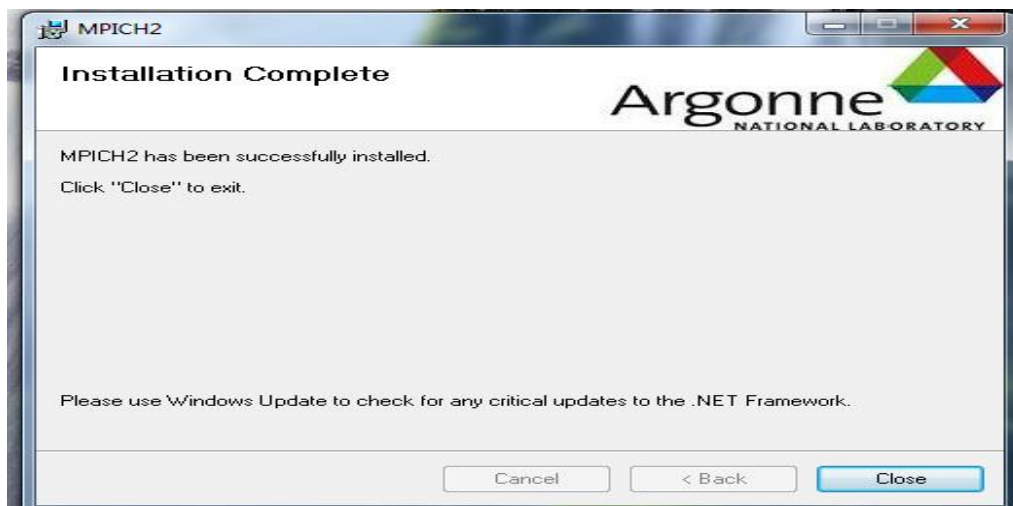 MPICH2
Installation Complete
Argonne
NATIONAL LABORATORY
MPICH2 has been successfully installed.
Click "Close" to exit.
Please use Windows Update to check for any critical updates to the .NET Framework.
Cancel
< Back
Close